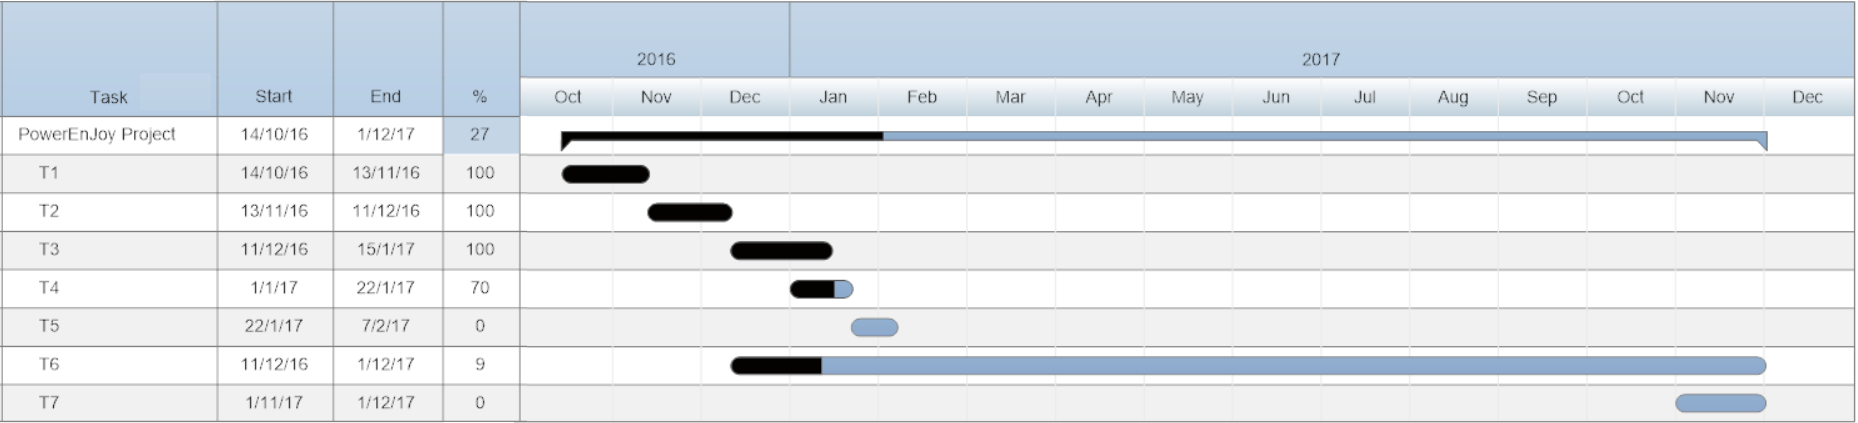 2016 2017
Task Start End % Oct Nov Dec Jan Feb Mar Apr May Jun Jul Aug Sep Oct Nov Dec
PowerEnJoy Project 14/10/16 1/12/17 27
T1 14/10/16 13/11/16 100
T2 13/11/16 11/12/16 100
T3 11/12/16 15/1/17 100
T4 1/1/17 22/1/17 70
T5 22/1/17 7/2/17 0
T6 11/12/16 1/12/17 9
T7 1/11/17 1/12/17 0